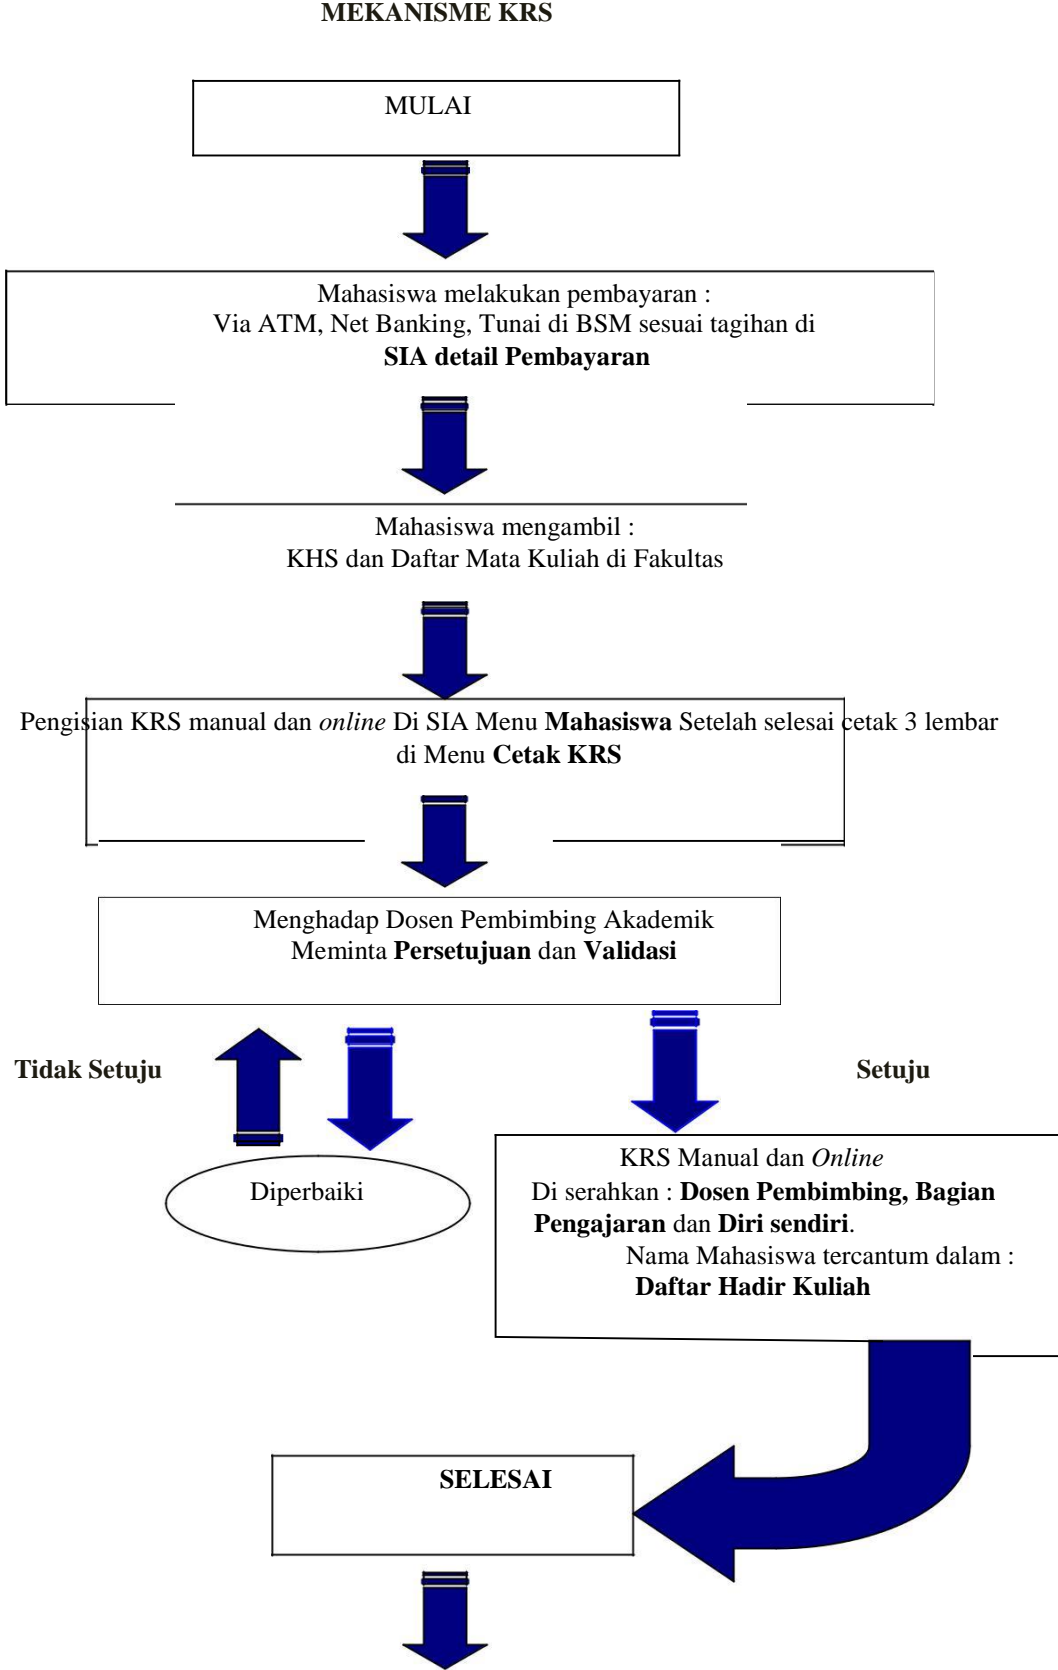 MEKANISME KRS
MULAI
Mahasiswa melakukan pembayaran :
Via ATM, Net Banking, Tunai di BSM sesuai tagihan di
SIA detail Pembayaran
Mahasiswa mengambil :
KHS dan Daftar Mata Kuliah di Fakultas
Pengisian KRS manual dan online Di SIA Menu Mahasiswa Setelah selesai cetak 3 lembar
di Menu Cetak KRS
Menghadap Dosen Pembimbing Akademik
Meminta Persetujuan dan Validasi
Tidak Setuju
Setuju
Diperbaiki
KRS Manual dan Online
Di serahkan : Dosen Pembimbing, Bagian
Pengajaran dan Diri sendiri.
Nama Mahasiswa tercantum dalam :
Daftar Hadir Kuliah
SELESAI